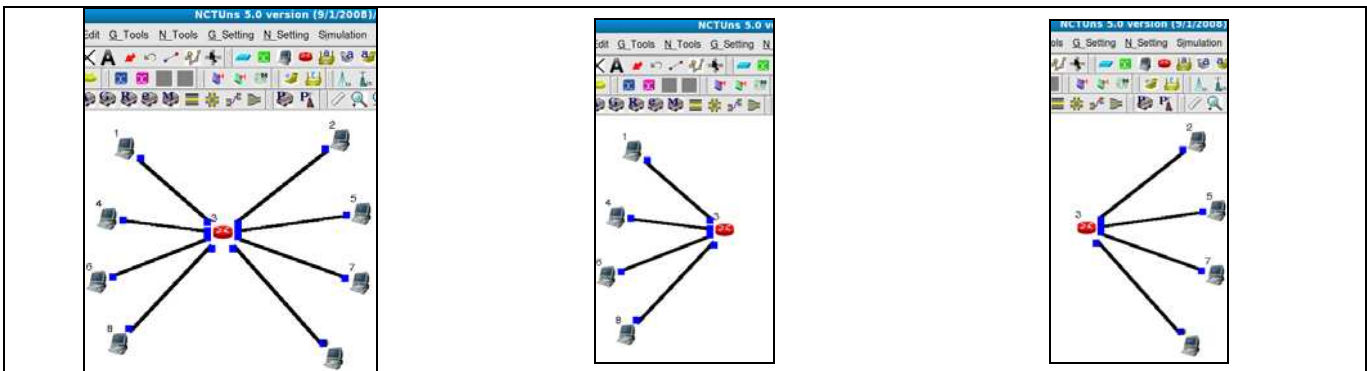 NCTUns 5.0 version (9/1/2008)/
Edit G_Tools N_Tools G_Setting N_Setting Simulation
1
2
4
3
5
6
7
8
NCTUns 5.0 v
Edit G_Tools N_Tools G_Setting N
1
4
3
6
8
NCTUns 5.0 version (9/1/2008)
ols G_Setting N_Setting Simulation
2
5
3
7